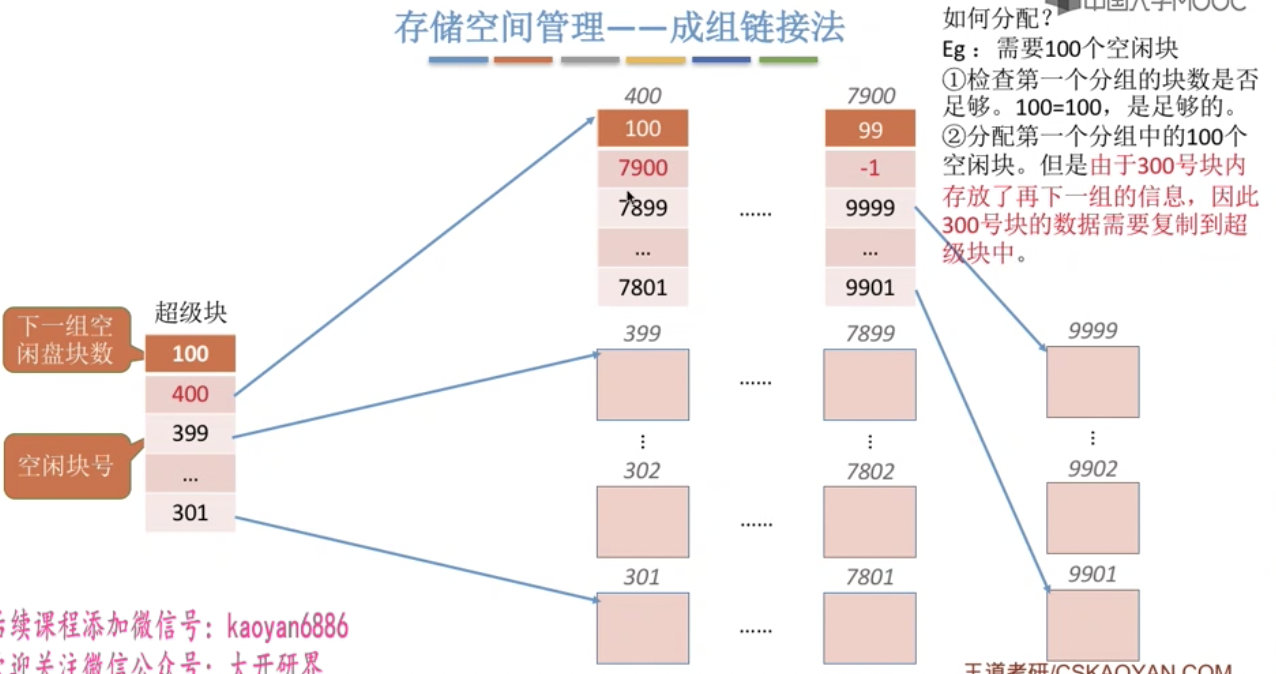 存储空间管理——成组链接法
中国大学MOOC
如何分配？
Eg：需要100个空闲块
①检查第一个分组的块数是否
足够。100=100，是足够的。
②分配第一个分组中的100个
空闲块。但是由于300号块内
存放了再下一组的信息，因此
300号块的数据需要复制到超
级块中。
下一组空
闲盘块数
空闲块号
超级块
100
400
399
...
301
400
100
7900
7899
...
7801
399
302
301
......
......
......
......
7900
99
-1
9999
...
9901
7899
7802
7801
9999
9902
9901
后续课程添加微信号：kaoyan6886
欢迎关注微信公众号：大开研界
王道考研/CSKAOYAN.COM